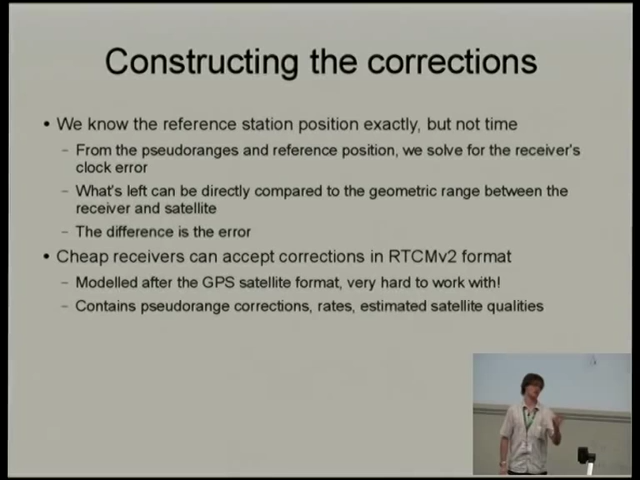 Constructing the corrections
• We know the reference station position exactly, but not time
– From the pseudoranges and reference position, we solve for the receiver's
clock error
– What's left can be directly compared to the geometric range between the
receiver and satellite
– The difference is the error
• Cheap receivers can accept corrections in RTCMv2 format
– Modelled after the GPS satellite format, very hard to work with!
– Contains pseudorange corrections, rates, estimated satellite qualities